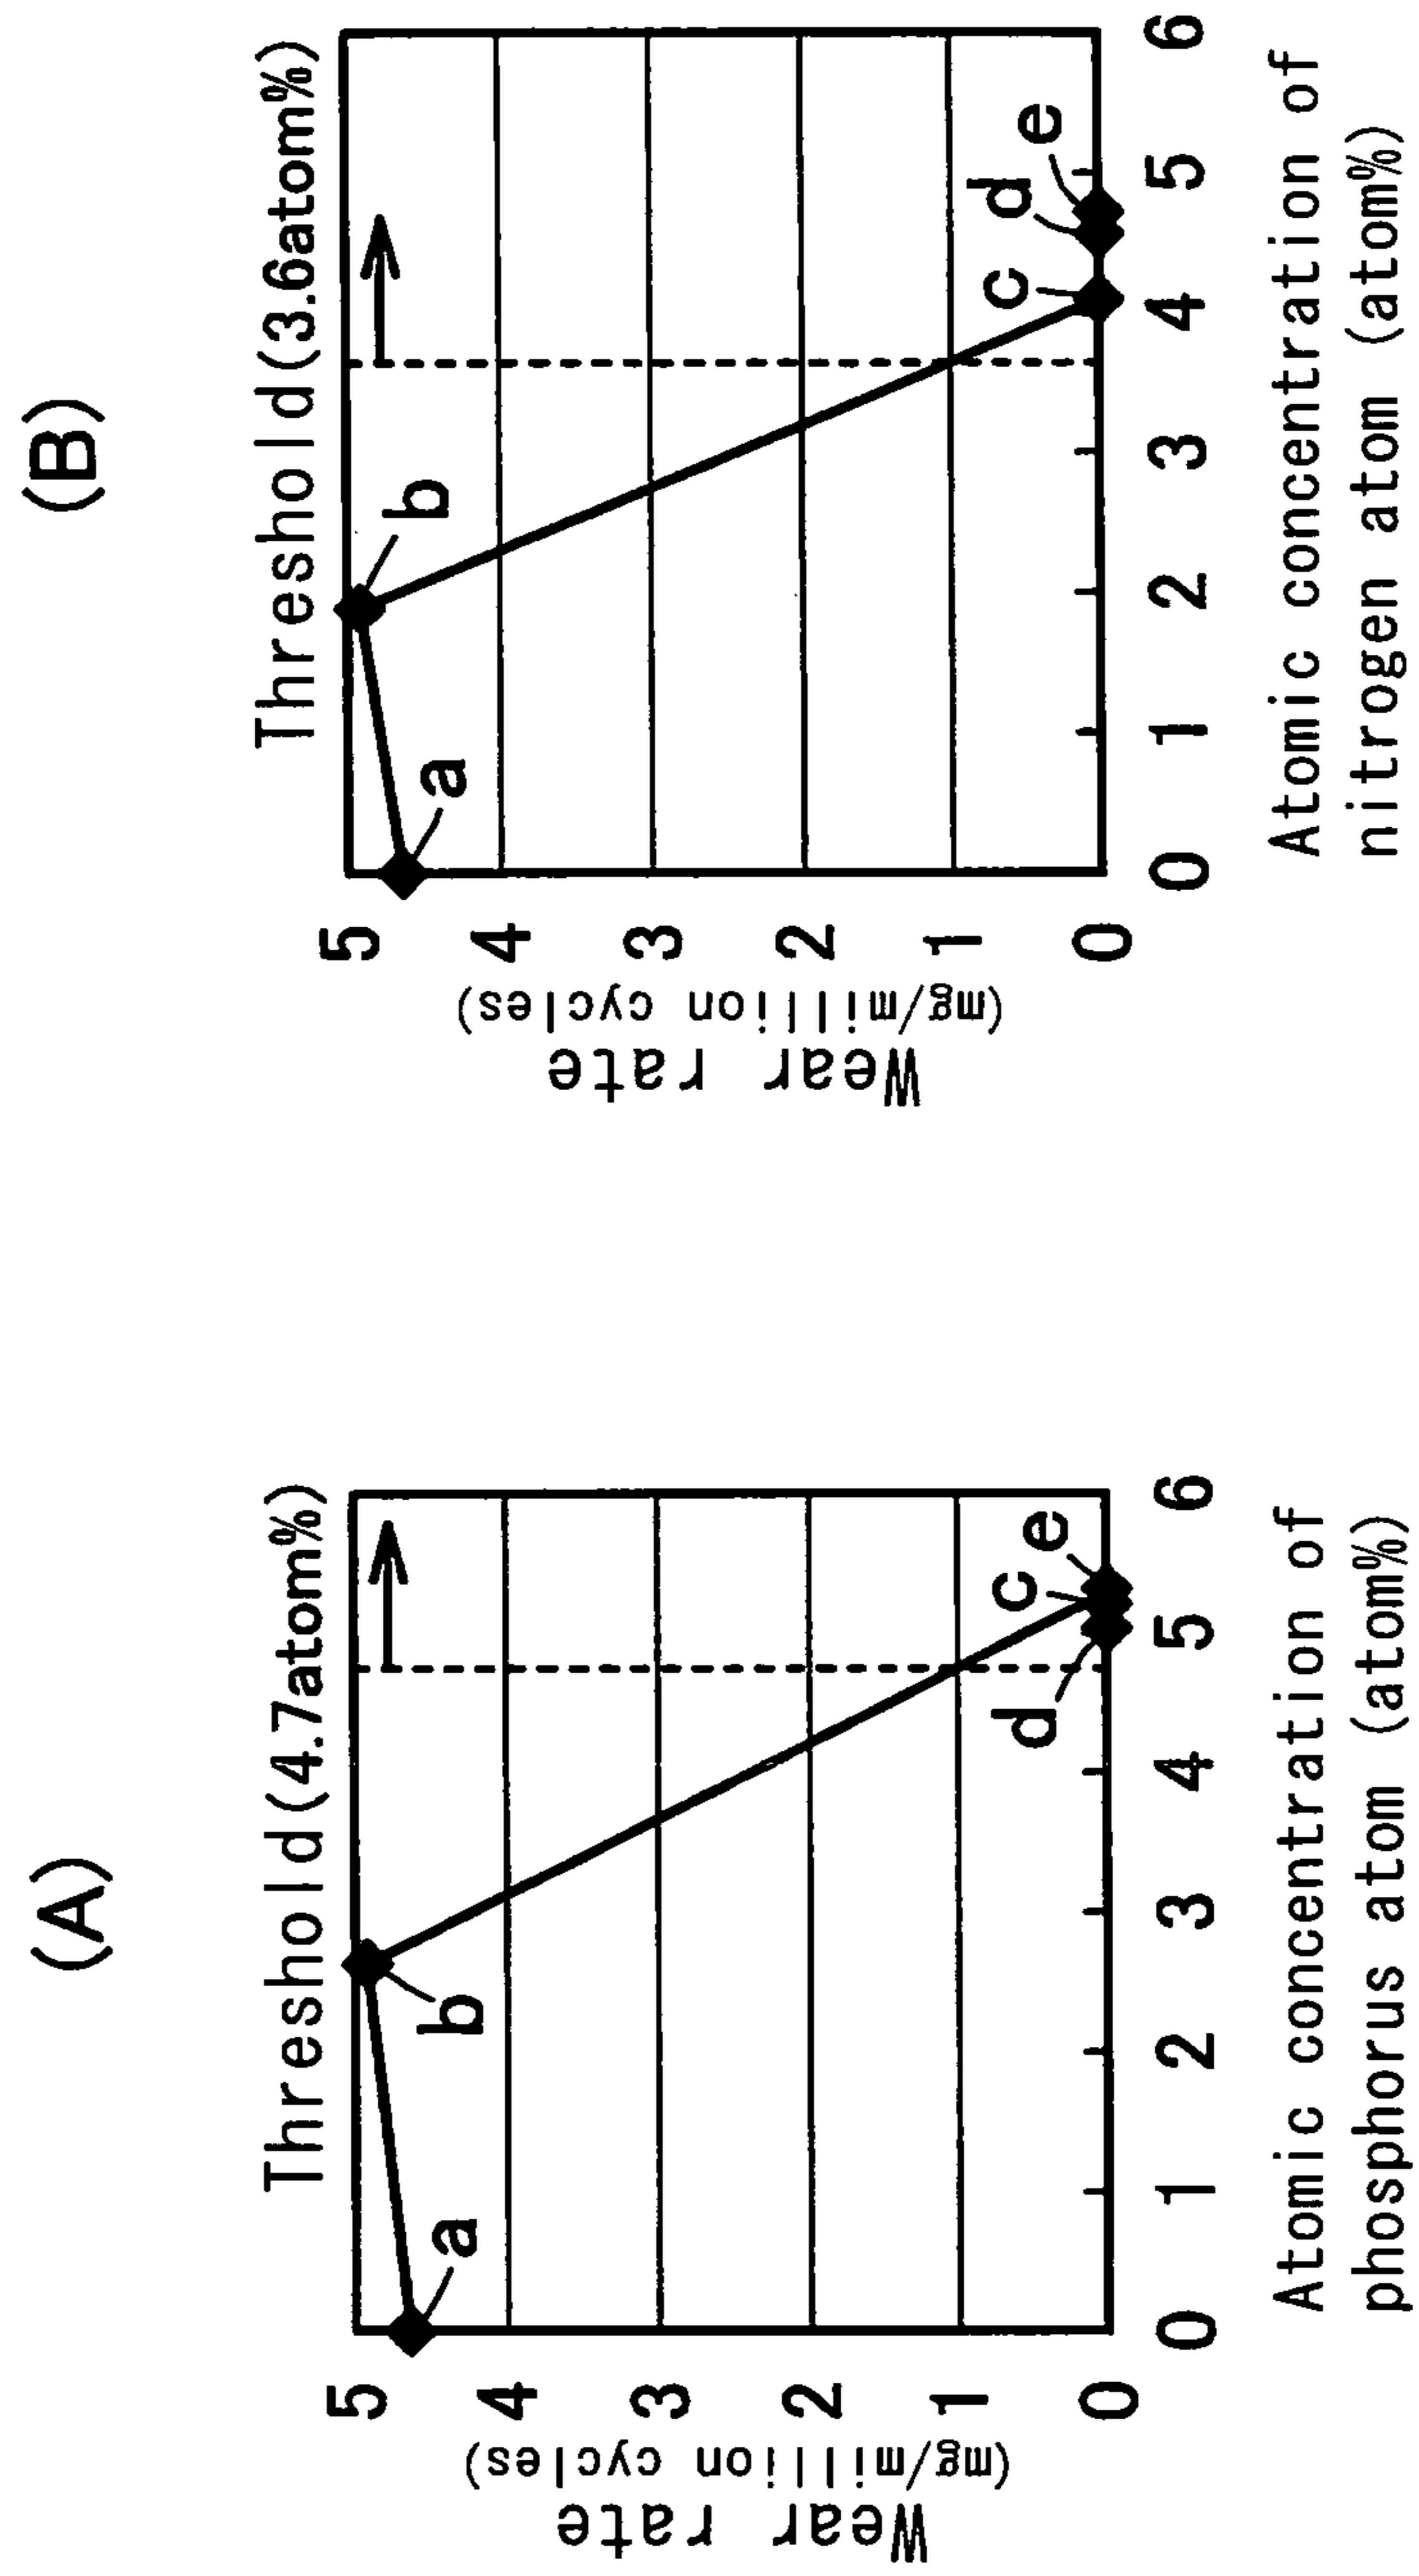 (A)
Threshold(4.7atom%)
5
4
3
2
1
0
Wear rate
(mg/million cycles)
a
b
c
d
e
0 1 2 3 4 5 6
Atomic concentration of
phosphorus atom (atom%)
(B)
Threshold(3.6atom%)
5
4
3
2
1
0
Wear rate
(mg/million cycles)
a
b
c
d
e
0 1 2 3 4 5 6
Atomic concentration of
nitrogen atom (atom%)